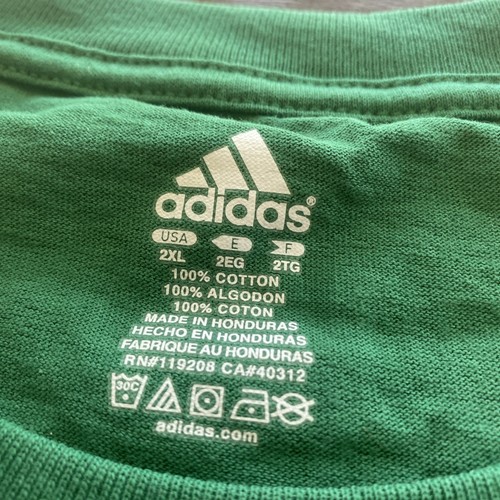 adidas®
USA E F
2XL 2EG 2TG
100% COTTON
100% ALGODON
100% COTON
MADE IN HONDURAS
HECHO EN HONDURAS
FABRIQUE AU HONDURAS
RN#119208 CA#40312
30C
adidas.com